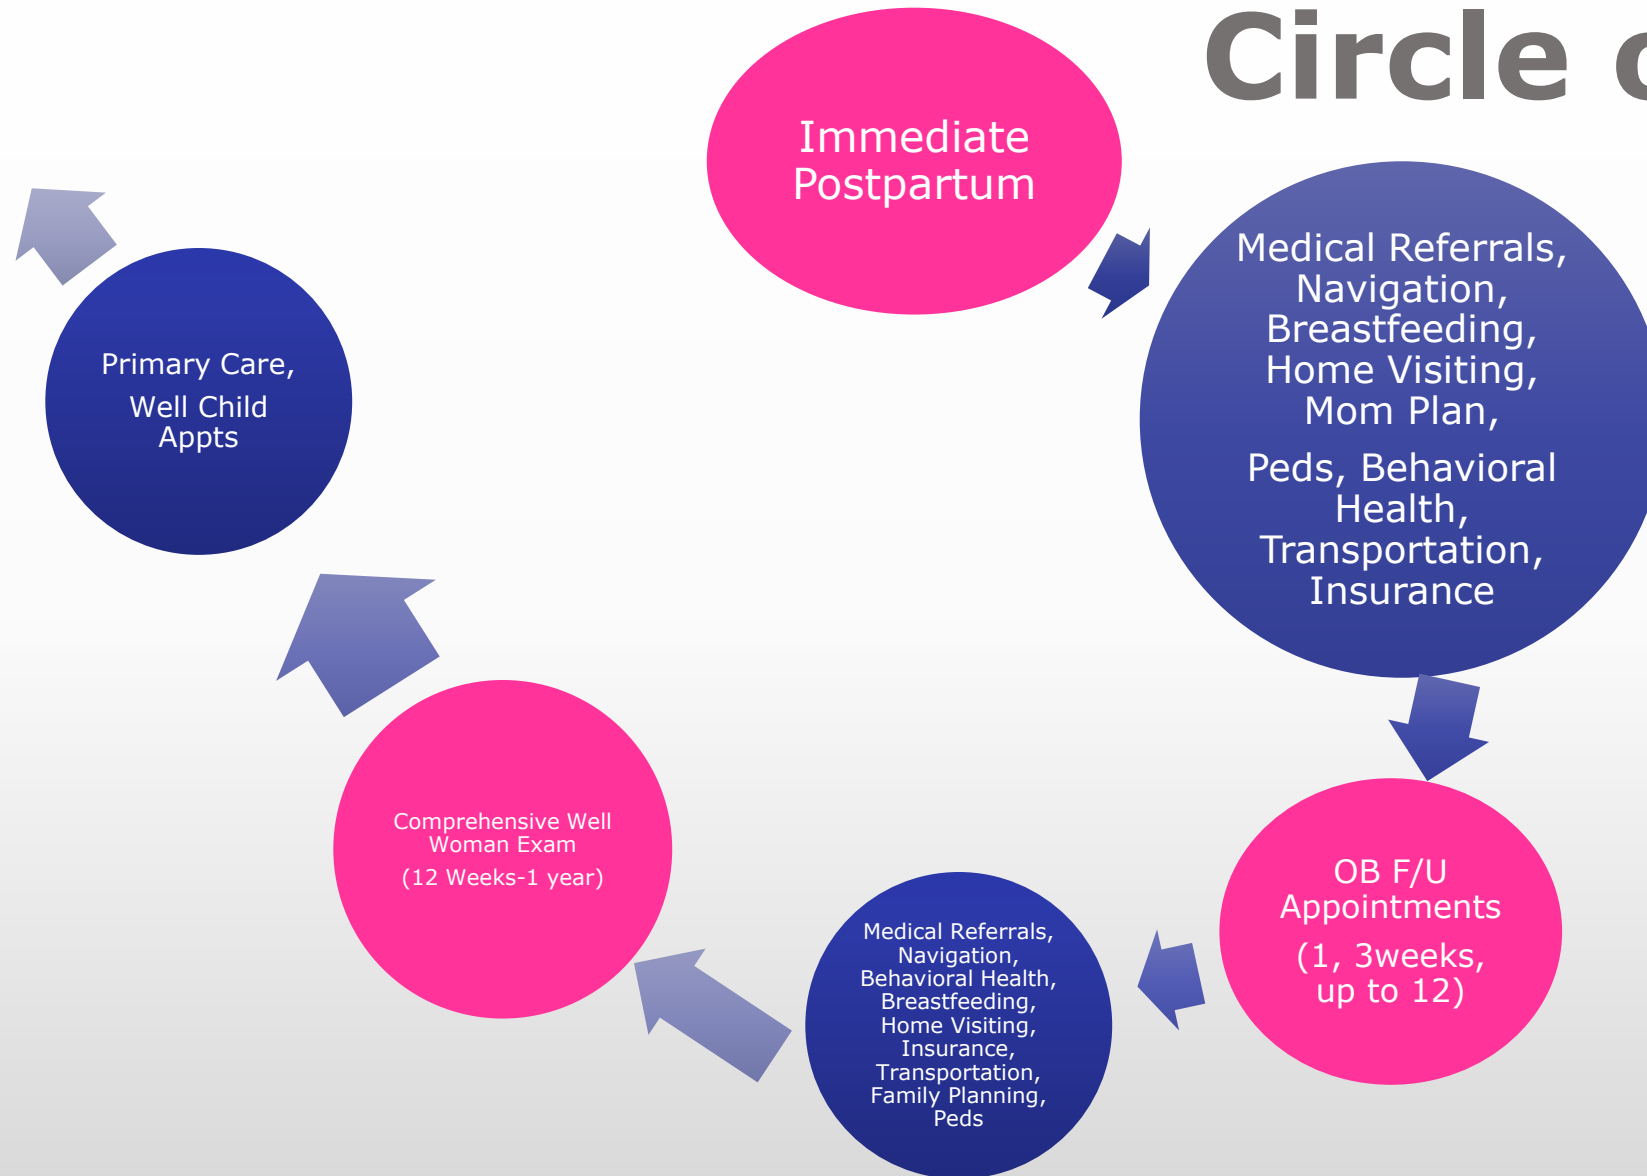 Circle
Immediate
Postpartum
Medical Referrals,
Navigation,
Breastfeeding,
Home Visiting,
Mom Plan,
Peds, Behavioral
Health,
Transportation,
Insurance
OB F/U
Appointments
(1, 3weeks,
up to 12)
Medical Referrals,
Navigation,
Behavioral Health,
Breastfeeding,
Home Visiting,
Insurance,
Transportation,
Family Planning,
Peds
Comprehensive Well
Woman Exam
(12 Weeks-1 year)
Primary Care,
Well Child
Appts